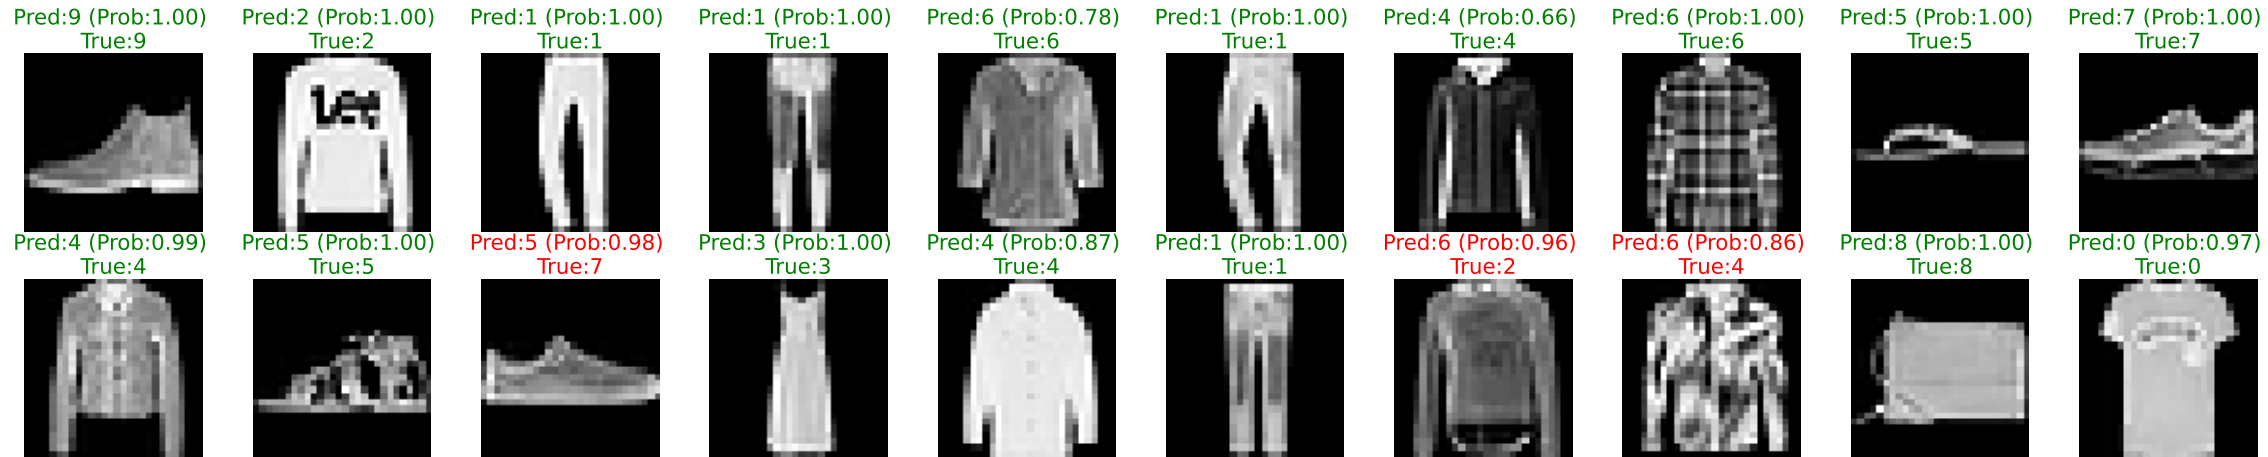 Pred:9 (Prob:1.00)
True:9
Pred:2 (Prob:1.00)
True:2
Pred:1 (Prob:1.00)
True:1
Pred:1 (Prob:1.00)
True:1
Pred:6 (Prob:0.78)
True:6
Pred:1 (Prob:1.00)
True:1
Pred:4 (Prob:0.66)
True:4
Pred:6 (Prob:1.00)
True:6
Pred:5 (Prob:1.00)
True:5
Pred:7 (Prob:1.00)
True:7
Lee
Pred:4 (Prob:0.99)
True:4
Pred:5 (Prob:1.00)
True:5
Pred:5 (Prob:0.98)
True:7
Pred:3 (Prob:1.00)
True:3
Pred:4 (Prob:0.87)
True:4
Pred:1 (Prob:1.00)
True:1
Pred:6 (Prob:0.96)
True:2
Pred:6 (Prob:0.86)
True:4
Pred:8 (Prob:1.00)
True:8
Pred:0 (Prob:0.97)
True:0